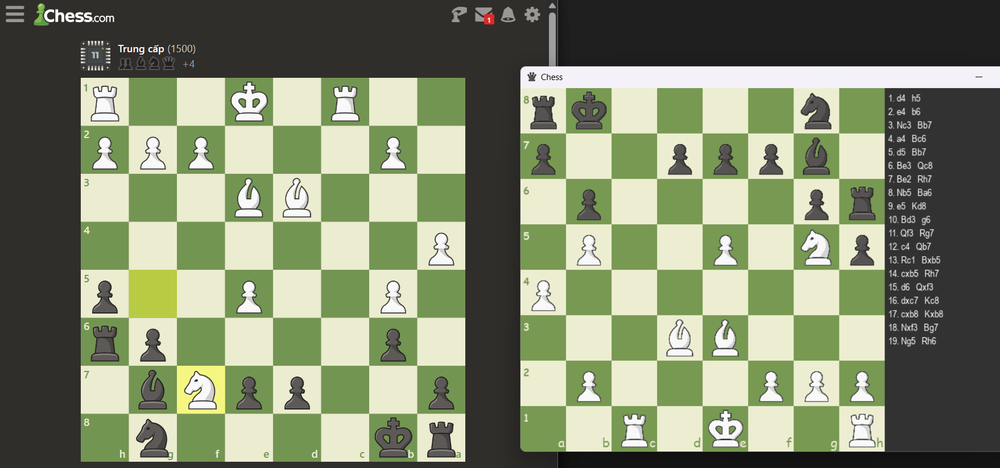 Chess.com
1
11
Trung cấp (1500)
+4
1
2
3
4
5
6
7
8
h g f e d c b a
Chess
8
7
6
5
4
3
2
1
a b c d e f g h
1. d4 h5
2. e4 b6
3. Nc3 Bb7
4. a4 Bc6
5. d5 Bb7
6. Be3 Qc8
7. Be2 Rh7
8. Nb5 Ba6
9. e5 Kd8
10. Bd3 g6
11. Qf3 Rg7
12. c4 Qb7
13. Rc1 Bxb5
14. cxb5 Rh7
15. d6 Qxf3
16. dxc7 Kc8
17. cxb8 Kxb8
18. Nxf3 Bg7
19. Ng5 Rh6